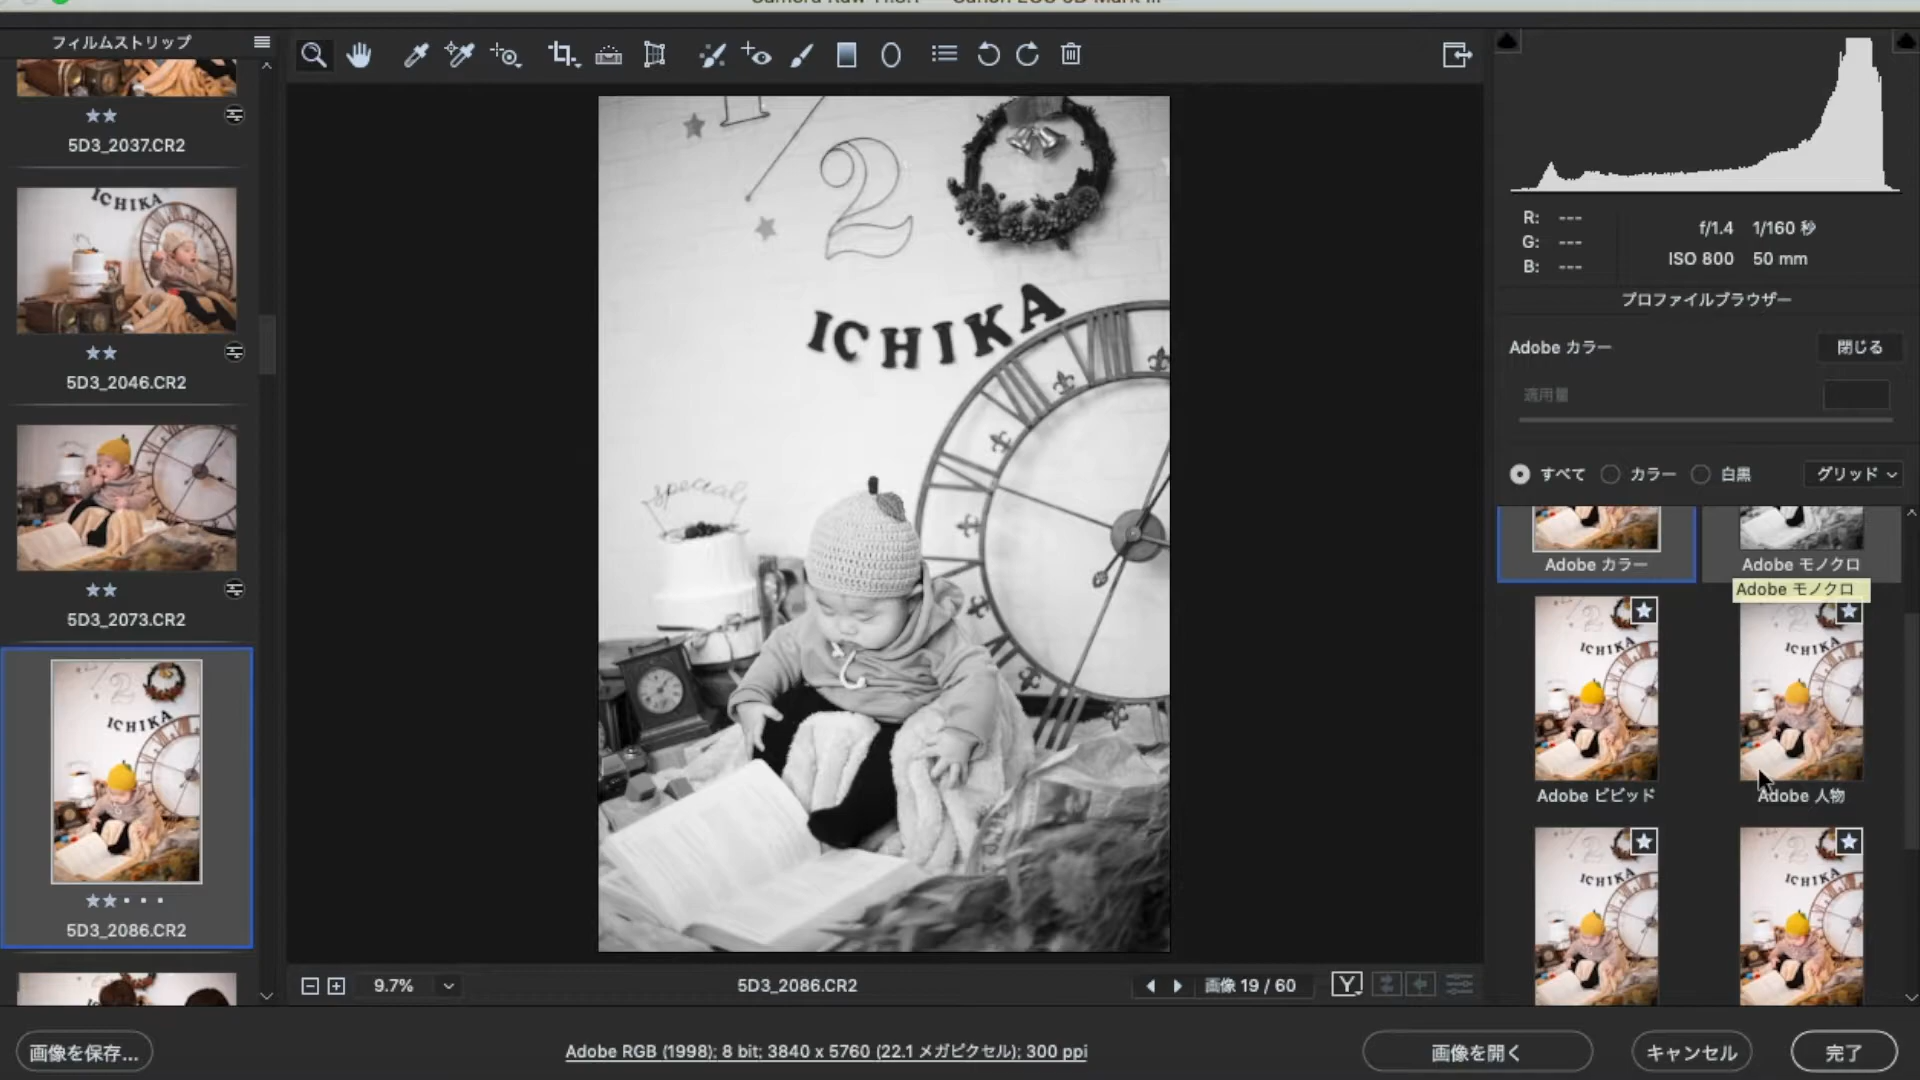 フィルムストリップ
5D3_2037.CR2
ICHIKA
5D3_2046.CR2
5D3_2073.CR2
ICHIKA
5D3_2086.CR2
1/2
ICHIKA
special
9.7%
5D3_2086.CR2
画像 19 / 60
R: ---
G: ---
B: ---
f/1.4 1/160 秒
ISO 800 50 mm
プロファイルブラウザー
Adobe カラー
閉じる
適用量
すべて
カラー
白黒
グリッド
Adobe カラー
Adobe モノクロ
Adobe モノクロ
ICHIKA
ICHIKA
Adobe ビビッド
Adobe 人物
ICHIKA
ICHIKA
画像を保存...
Adobe RGB (1998); 8 bit; 3840 x 5760 (22.1 メガピクセル); 300 ppi
画像を開く
キャンセル
完了